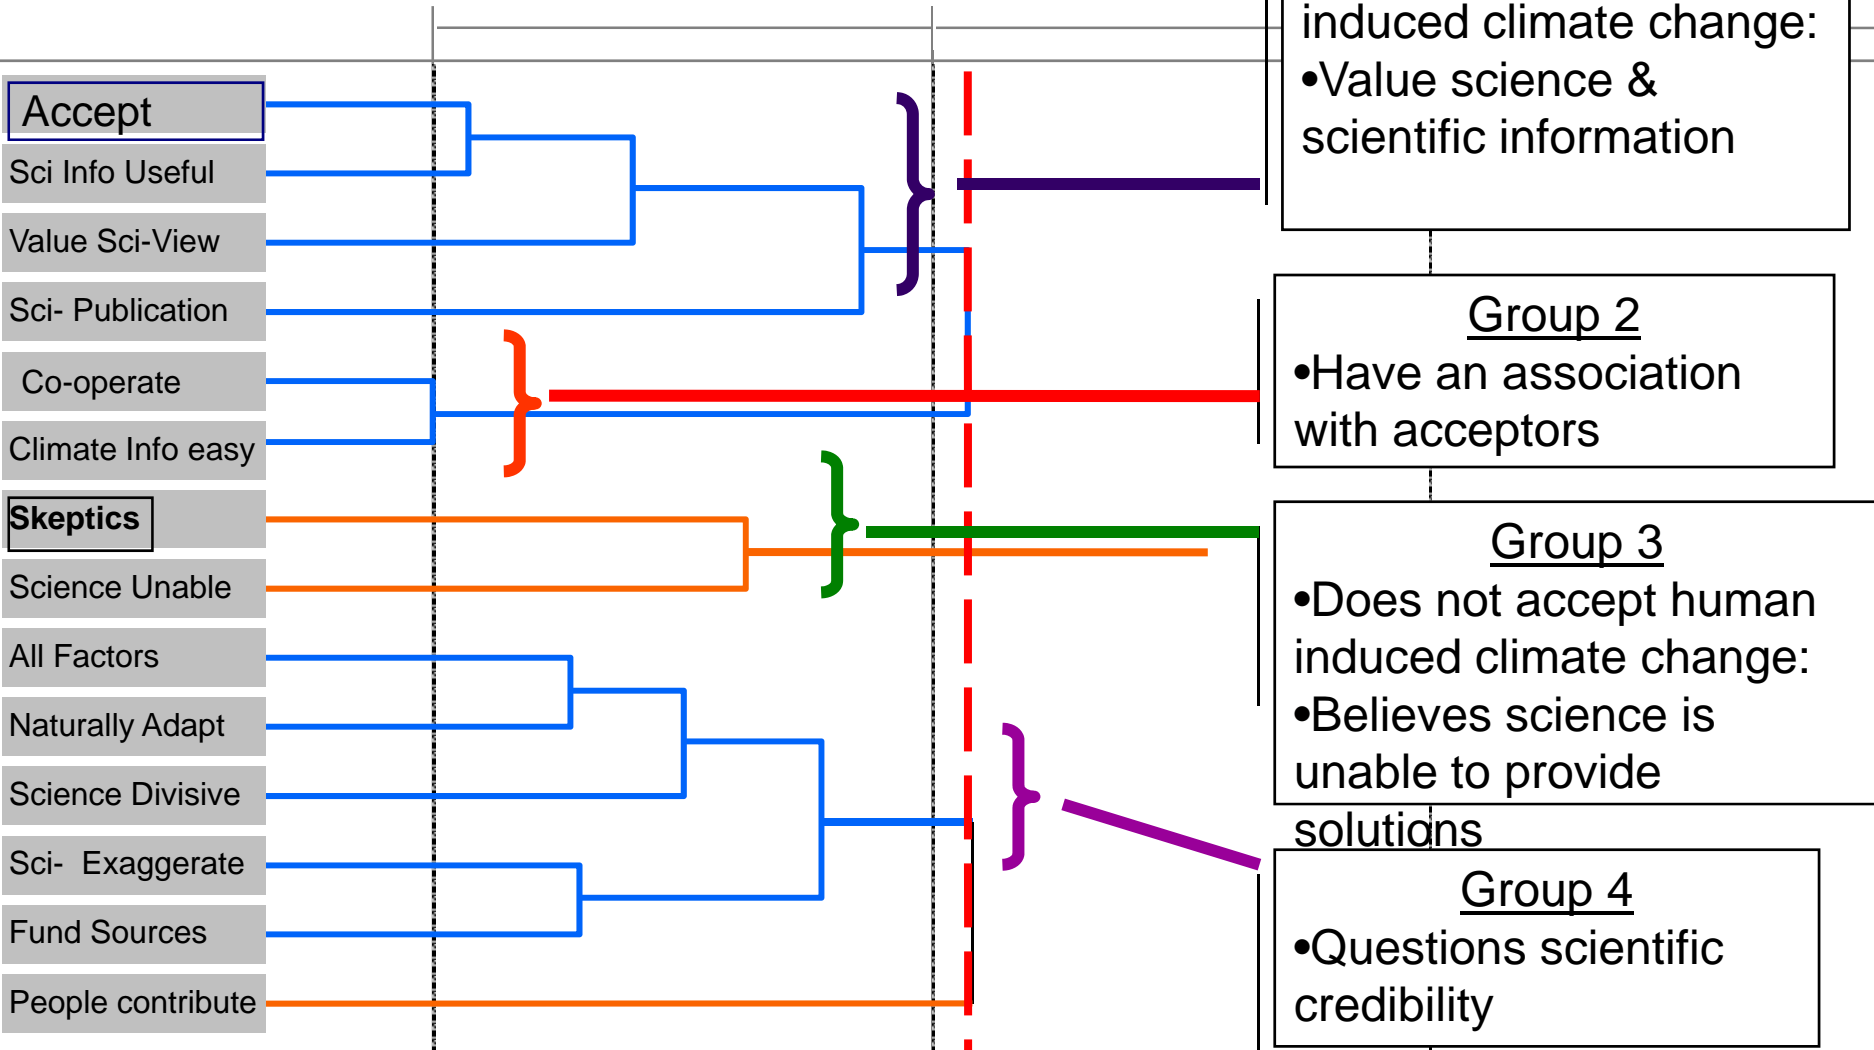 Accept
Sci Info Useful
Value Sci-View
Sci- Publication
Co-operate
Climate Info easy
Skeptics
Science Unable
All Factors
Naturally Adapt
Science Divisive
Sci-  Exaggerate
Fund Sources
People contribute
induced climate change:
•Value science &
scientific information
Group 2
•Have an association
with acceptors
Group 3
•Does not accept human
induced climate change:
•Believes science is
unable to provide
solutions
Group 4
•Questions scientific
credibility